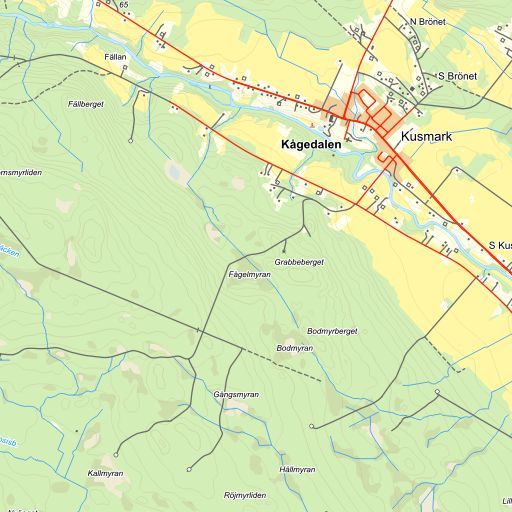 65
N Brönet
Fällan
S Brönet
Fällberget
Kusmark
Kågedalen
S Kus
Grabbeberget
Fågelmyran
Bodmyrberget
Bodmyran
Gångsmyran
Hällmyran
Kallmyran
Röjmyrliden